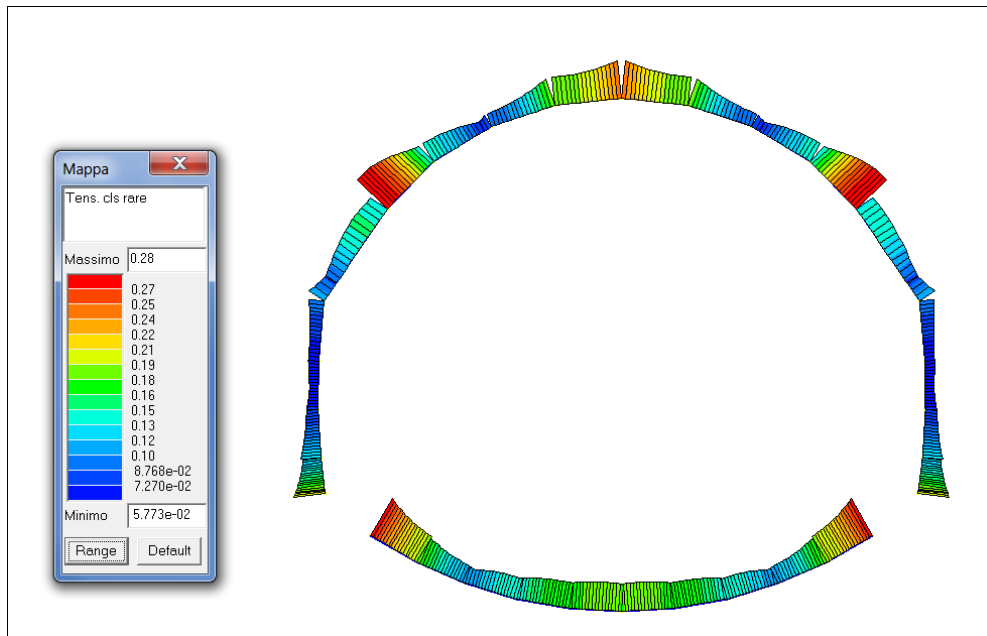 Mappa
Tens. cls rare
Massimo 0.28
0.27
0.25
0.24
0.22
0.21
0.19
0.18
0.16
0.15
0.13
0.12
0.10
8.768e-02
7.270e-02
Minimo 5.773e-02
Range Default